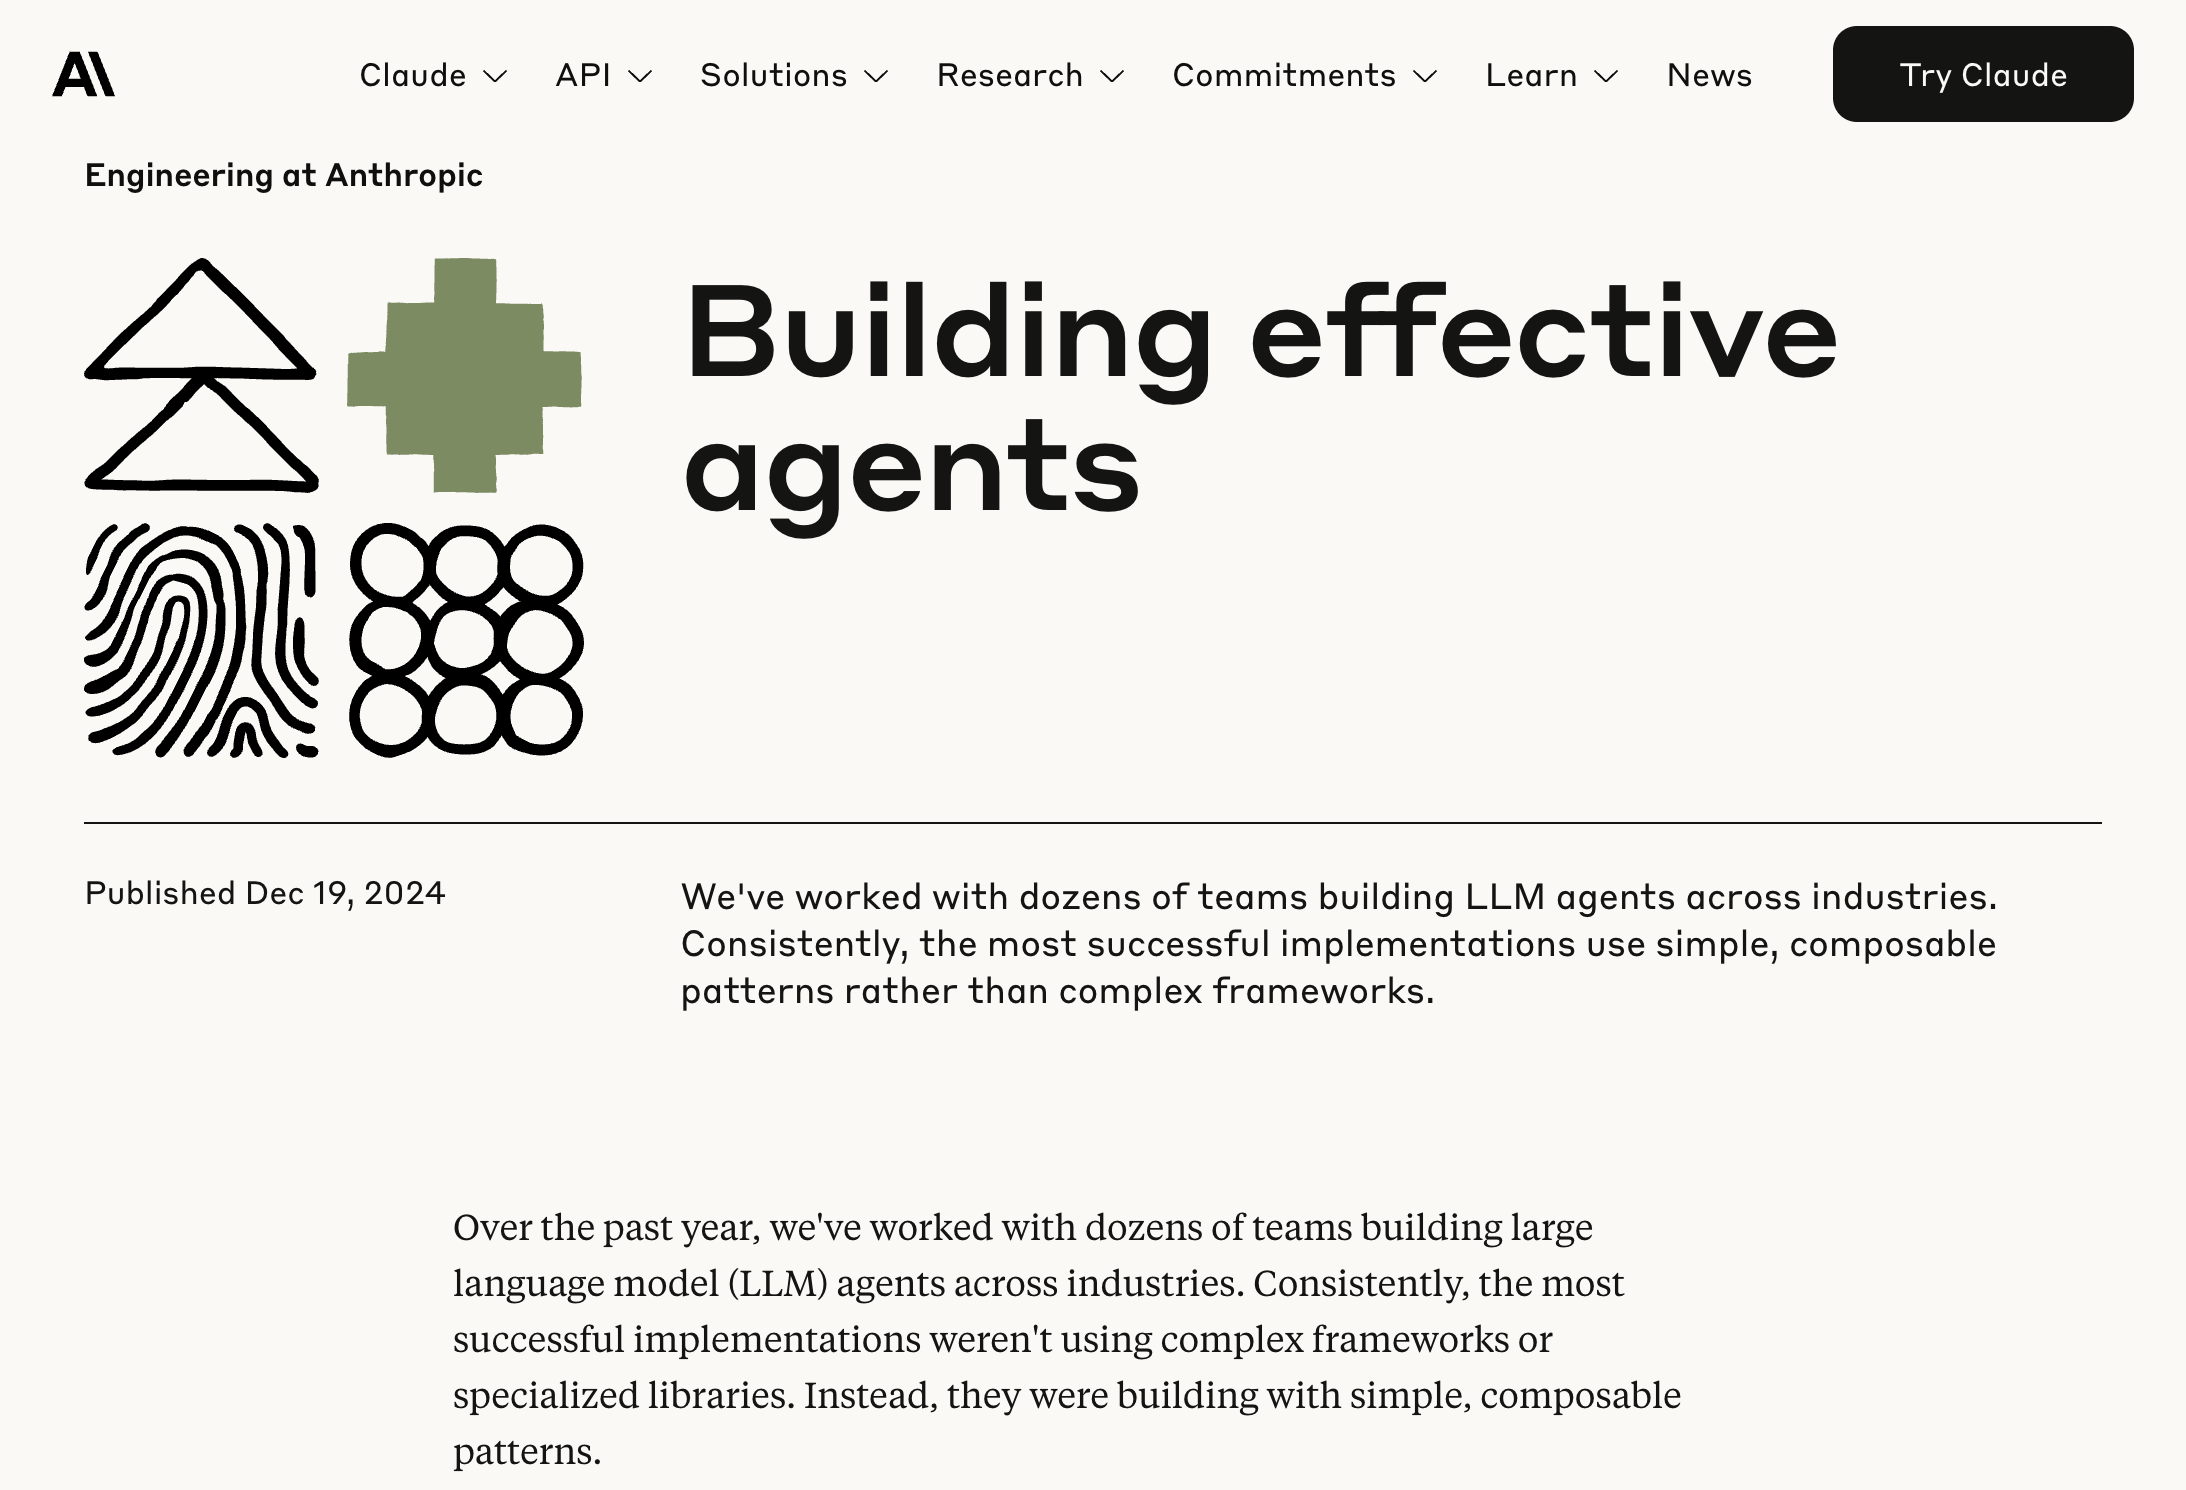 Claude
API
Solutions
Research
Commitments
Learn
News
Try Claude
Engineering at Anthropic
Building effective
agents
Published Dec 19, 2024
We've worked with dozens of teams building LLM agents across industries.
Consistently, the most successful implementations use simple, composable
patterns rather than complex frameworks.
Over the past year, we've worked with dozens of teams building large
language model (LLM) agents across industries. Consistently, the most
successful implementations weren't using complex frameworks or
specialized libraries. Instead, they were building with simple, composable
patterns.